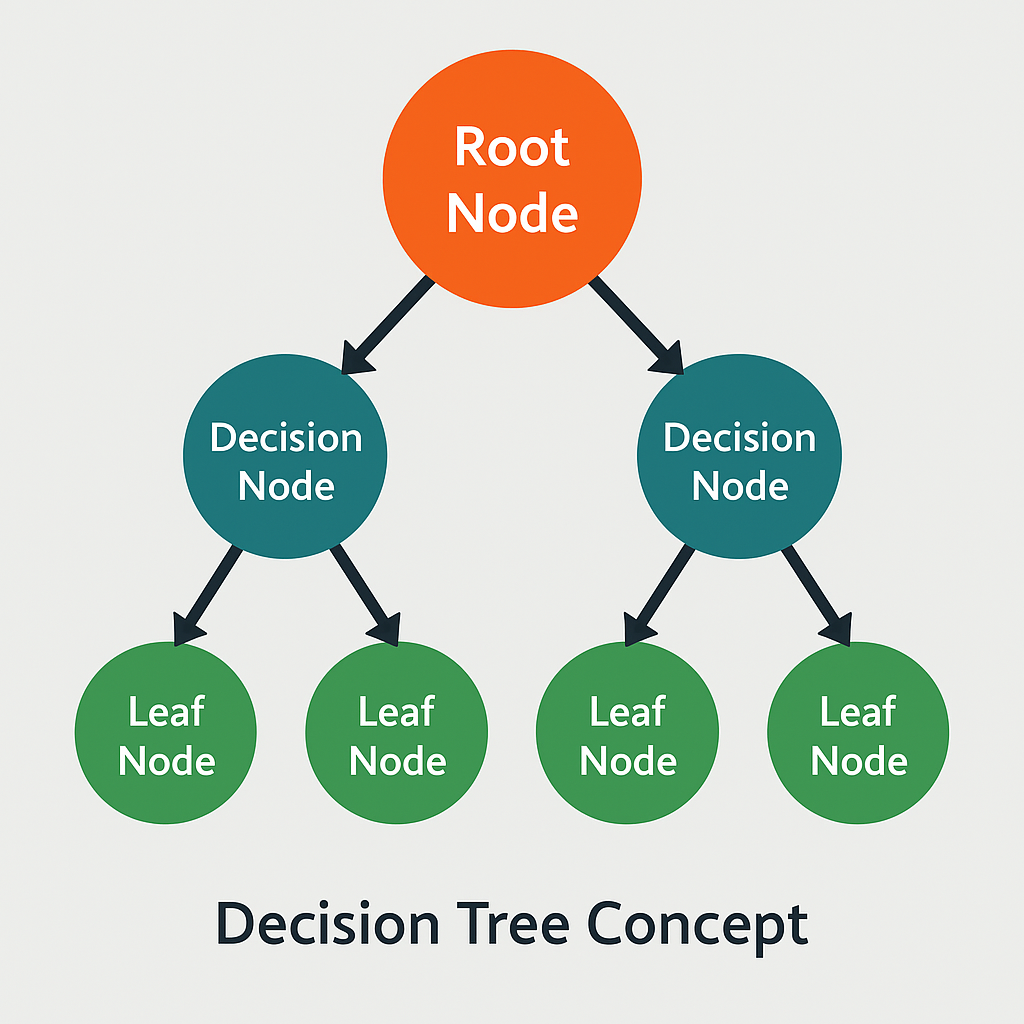 Root
Node
Decision
Node
Decision
Node
Leaf
Node
Leaf
Node
Leaf
Node
Leaf
Node
Decision Tree Concept